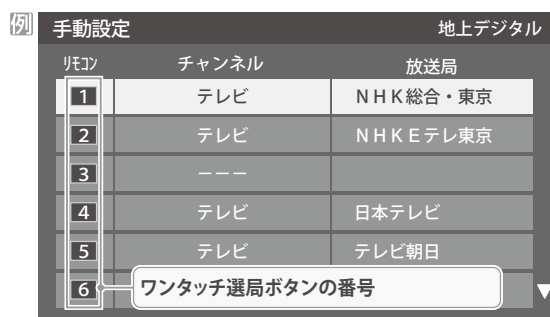 例
手動設定 地上デジタル
リモコン チャンネル 放送局
1 テレビ NHK総合・東京
2 テレビ NHKEテレ東京
3 −−−
4 テレビ 日本テレビ
5 テレビ テレビ朝日
6 ワンタッチ選局ボタンの番号